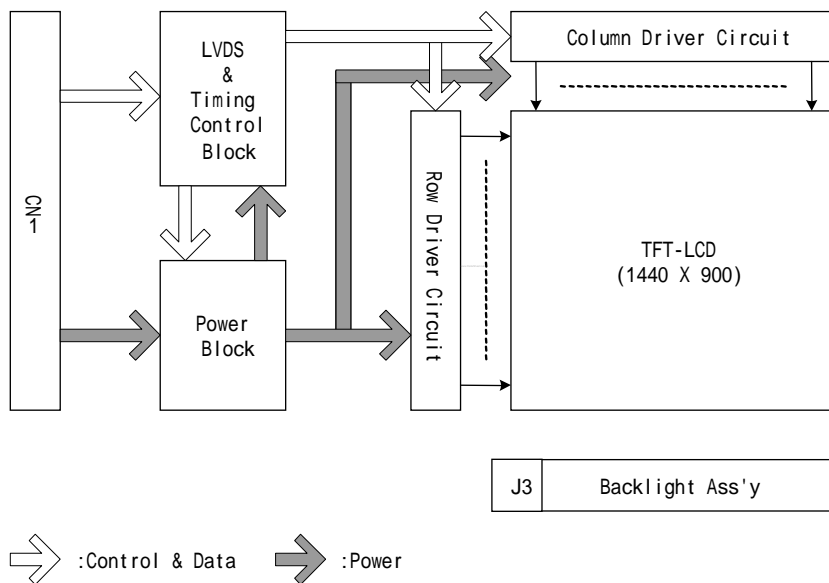 LVDS
&
Timing
Control
Block
Column Driver Circuit
CN1
Row Driver Circuit
TFT-LCD
(1440 X 900)
Power
Block
J3
Backlight Ass'y
:Control & Data
:Power